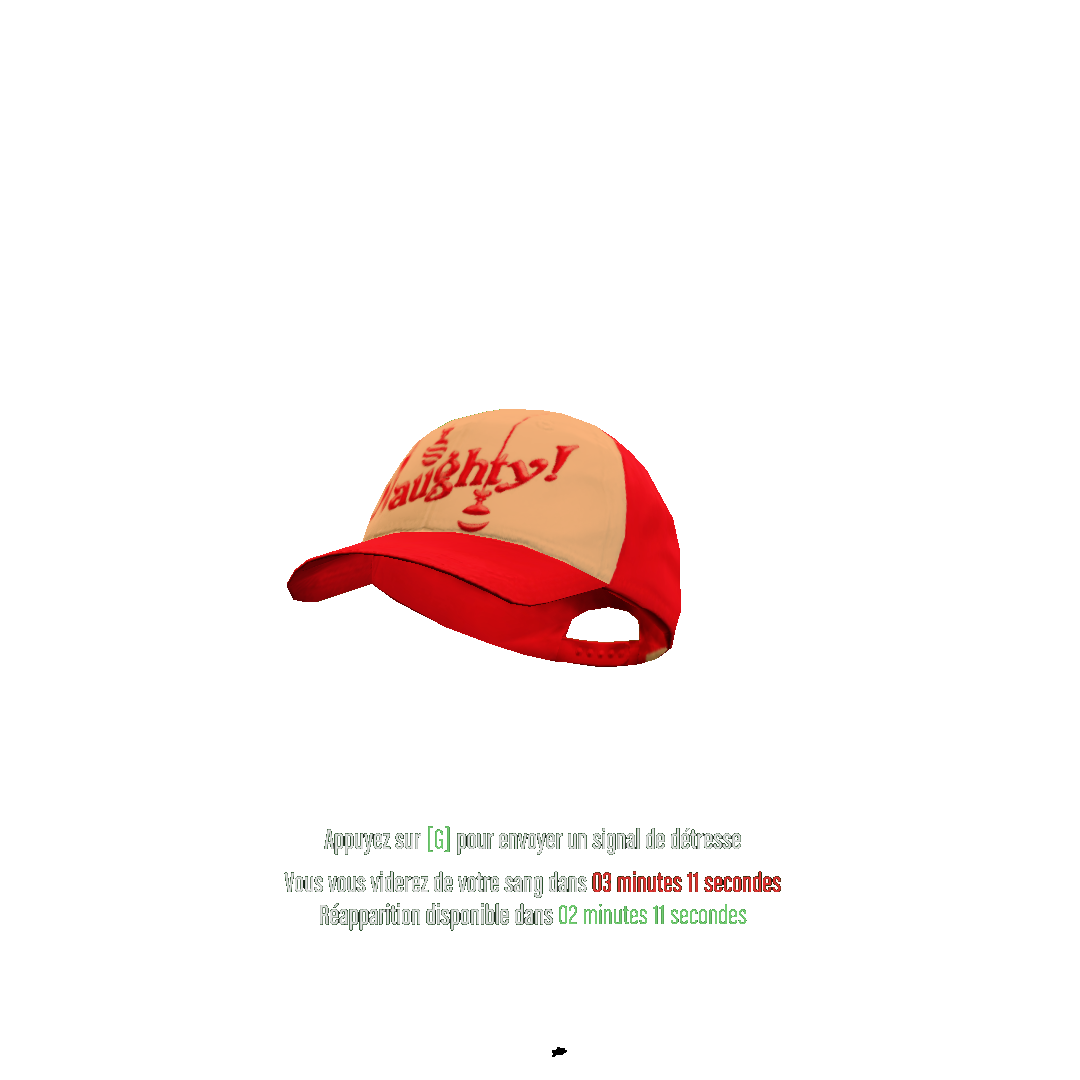 Naughty!
Appuyez sur [G] pour envoyer un signal de détresse
Vous vous viderez de votre sang dans 03 minutes 11 secondes
Réapparition disponible dans 02 minutes 11 secondes